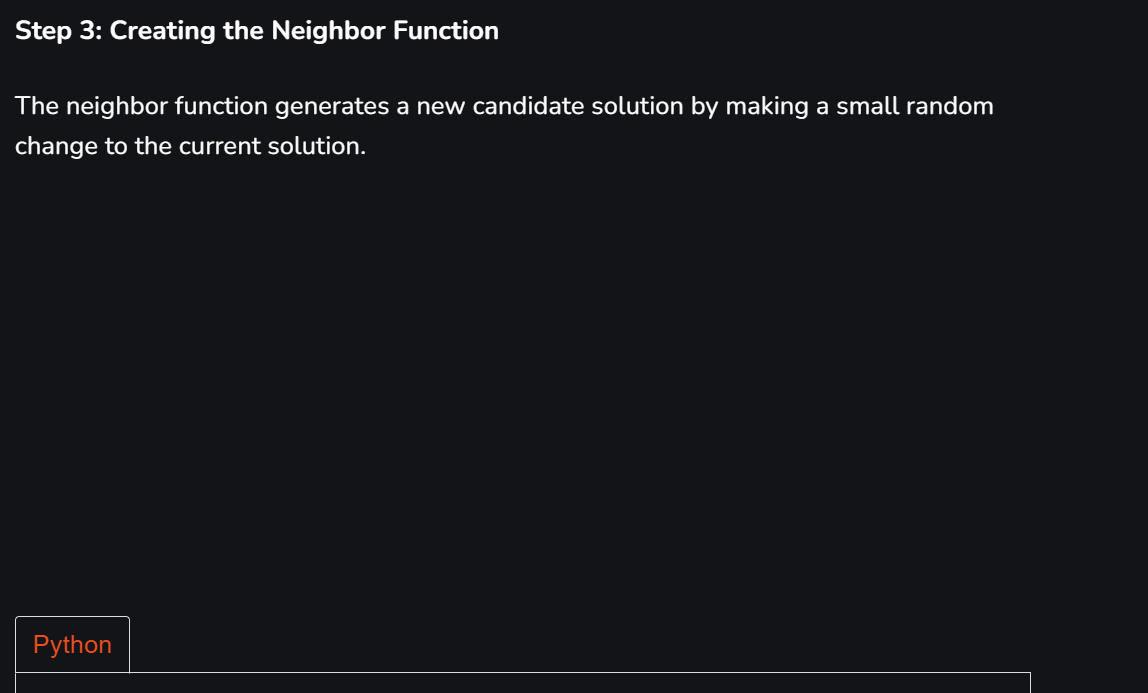 Step 3: Creating the Neighbor Function
The neighbor function generates a new candidate solution by making a small random
change to the current solution.
Python